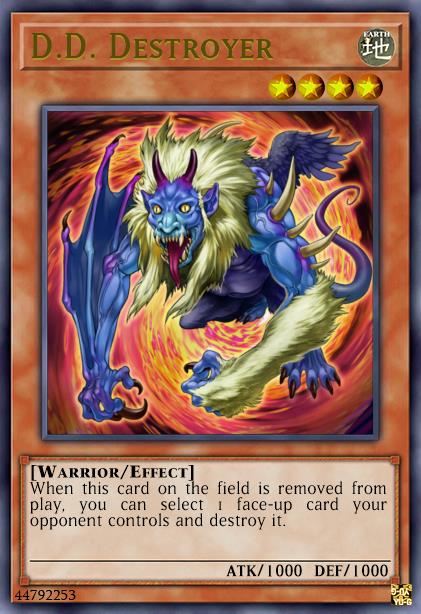 D.D. Destroyer
EARTH
地
[Warrior/Effect]
When this card on the field is removed from
play, you can select 1 face-up card your
opponent controls and destroy it.
ATK/1000 DEF/1000
44792253